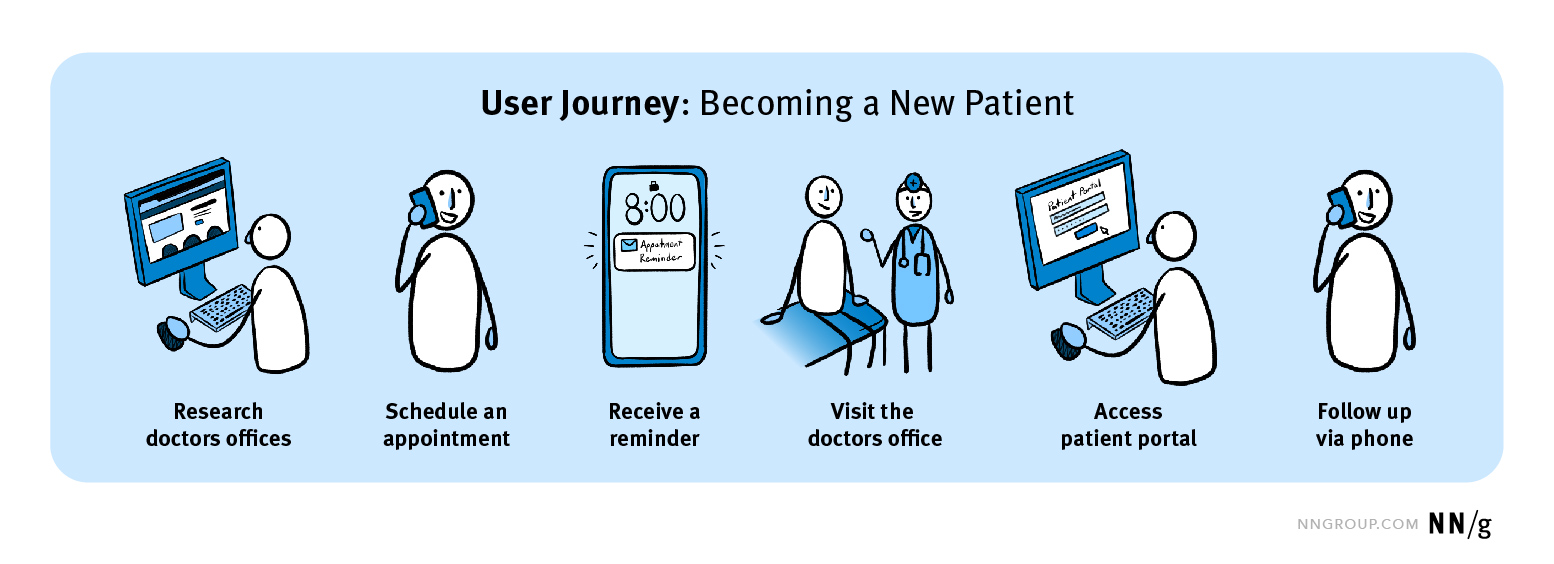 User Journey: Becoming a New Patient
8:00
Appointment
Reminder
Patient Portal
Research
doctors offices
Schedule an
appointment
Receive a
reminder
Visit the
doctors office
Access
patient portal
Follow up
via phone
NNGROUP.COM NN/g